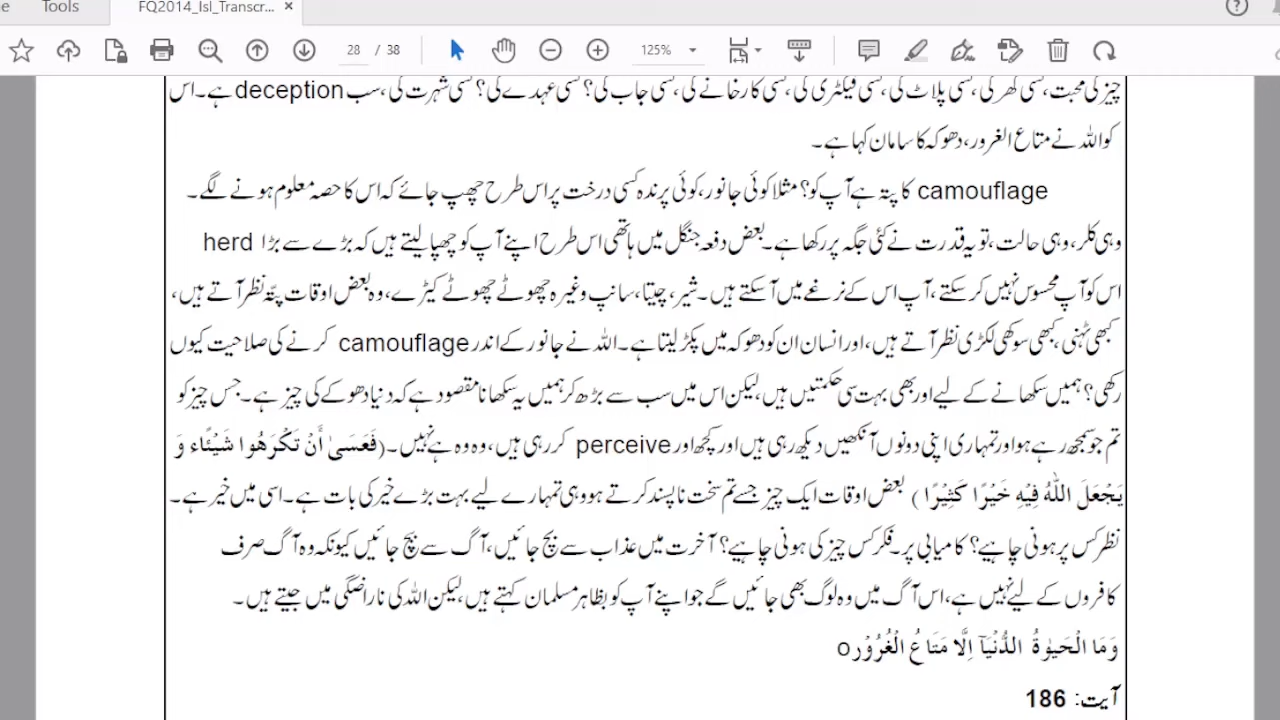 Tools FQ2014_Isl_Transcr... ×
28 / 38 125%
چیز کی محبت، کسی گھر کی، کسی پلاٹ کی، کسی فیکٹری کی، کسی کارخانے کی، کسی جاب کی؟ کسی عہدے کی؟ کسی شہرت کی، سب deception ہے۔ اس
کو اللہ نے متاع الغرور، دھوکہ کا سامان کہا ہے۔
camouflage کا پتہ ہے آپ کو؟ مثلا کوئی جانور، کوئی پرندہ کسی درخت پر اس طرح چھپ جائے کہ اس کا حصہ معلوم ہونے لگے۔
وہی کلر، وہی حالت، تو یہ قدرت نے کئی جگہ پر رکھا ہے۔ بعض دفعہ جنگل میں ہاتھی اس طرح اپنے آپ کو چھپا لیتے ہیں کہ بڑے سے بڑا herd
اس کو آپ محسوس نہیں کر سکتے، آپ اس کے نرغے میں آ سکتے ہیں۔ شیر، چیتا، سانپ وغیرہ چھوٹے چھوٹے کیڑے، وہ بعض اوقات پتّہ نظر آتے ہیں،
کبھی ٹہنی، کبھی سوکھی لکڑی نظر آتے ہیں، اور انسان ان کو دھوکہ میں پکڑ لیتا ہے۔ اللہ نے جانور کے اندر camouflage کرنے کی صلاحیت کیوں
رکھی؟ ہمیں سکھانے کے لیے اور بھی بہت سی حکمتیں ہیں، لیکن اس میں سب سے بڑھ کر ہمیں یہ سکھانا مقصود ہے کہ دنیا دھوکے کی چیز ہے۔ جس چیز کو
تم جو سمجھ رہے ہو اور تمہاری اپنی دونوں آنکھیں دیکھ رہی ہیں اور کچھ اور perceive کر رہی ہیں، وہ وہ ہے نہیں۔ (فَعَسَىٰ أَنْ تَكْرَهُوا شَيْئًاء وَ
يَجْعَلَ اللّٰهُ فِيْهِ خَيْرًا كَثِيْرًا ) بعض اوقات ایک چیز جسے تم سخت ناپسند کرتے ہو وہی تمہارے لیے بہت بڑے خیر کی بات ہے۔ اسی میں خیر ہے۔
نظر کس پر ہونی چاہیے؟ کامیابی پر۔ فکر کس چیز کی ہونی چاہیے؟ آخرت میں عذاب سے بچ جائیں، آگ سے بچ جائیں کیونکہ وہ آگ صرف
کافروں کے لیے نہیں ہے، اس آگ میں وہ لوگ بھی جائیں گے جو اپنے آپ کو بظاہر مسلمان کہتے ہیں، لیکن اللہ کی ناراضگی میں جیتے ہیں۔
وَمَا الْحَيٰوةُ الدُّنْيَآ اِلَّا مَتَاعُ الْغُرُوْرِo
آیت: 186